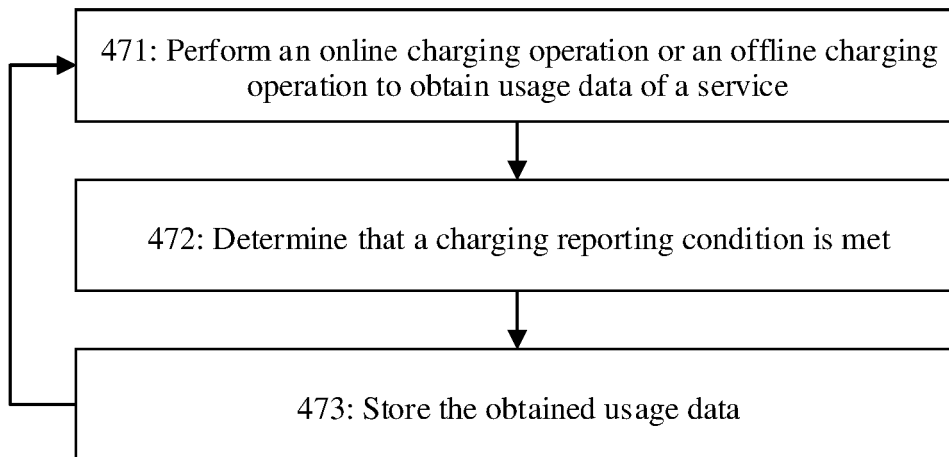 471: Perform an online charging operation or an offline charging
operation to obtain usage data of a service
472: Determine that a charging reporting condition is met
473: Store the obtained usage data